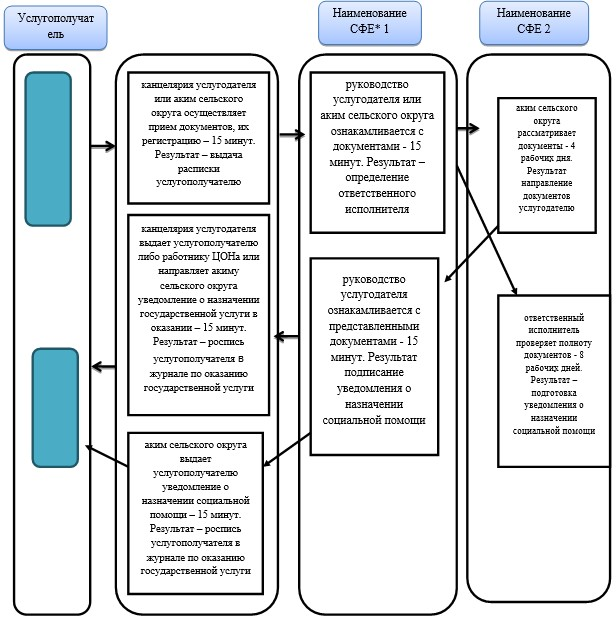 Услугополучат
ель
Наименование
СФЕ* 1
Наименование
СФЕ 2
канцелярия услугодателя
или аким сельского
округа осуществляет
прием документов, их
регистрацию – 15 минут.
Результат – выдача
расписки
услугополучателю
руководство
услугодателя или
аким сельского округа
ознакамливается с
документами - 15
минут. Результат –
определение
ответственного
исполнителя
аким сельского
округа
рассматривает
документы - 4
рабочих дня.
Результат
направление
документов
услугодателю
канцелярия услугодателя
выдает услугополучателю
либо работнику ЦОНа или
направляет акиму
сельского округа
уведомление о назначении
государственной услуги в
оказании – 15 минут.
Результат – роспись
услугополучателя в
журнале по оказанию
государственной услуги
руководство
услугодателя
ознакамливается с
представленными
документами - 15
минут. Результат
подписание
уведомления о
назначении
социальной помощи
ответственный
исполнитель
проверяет полноту
документов - 8
рабочих дней.
Результат –
подготовка
уведомления о
назначении
социальной помощи
аким сельского округа
выдает
услугополучателю
уведомление о
назначении социальной
помощи – 15 минут.
Результат – роспись
услугополучателя в
журнале по оказанию
государственной услуги